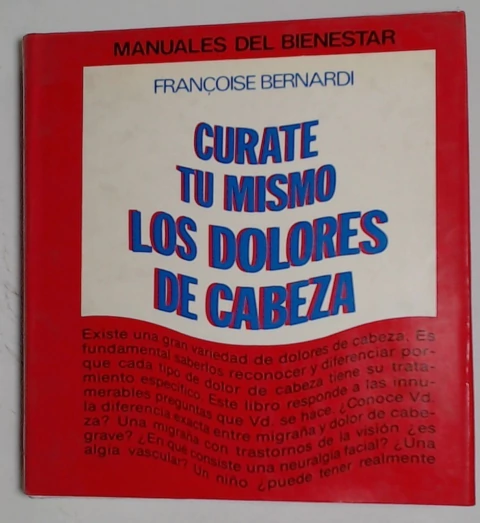 MANUALES DEL BIENESTAR
FRANÇOISE BERNARDI
CURATE
TU MISMO
LOS DOLORES
DE CABEZA
Existe una gran variedad de dolores de cabeza. Es
fundamental saberlos reconocer y diferenciar por-
que cada tipo de dolor de cabeza tiene su trata-
miento específico. Este libro responde a las innu-
merables preguntas que Vd. se hace. ¿Conoce Vd.
la diferencia exacta entre migraña y dolor de cabe-
za? Una migraña con trastornos de la visión ¿es
grave? ¿En qué consiste una neuralgia facial? ¿Una
algia vascular? Un niño ¿puede tener realmente